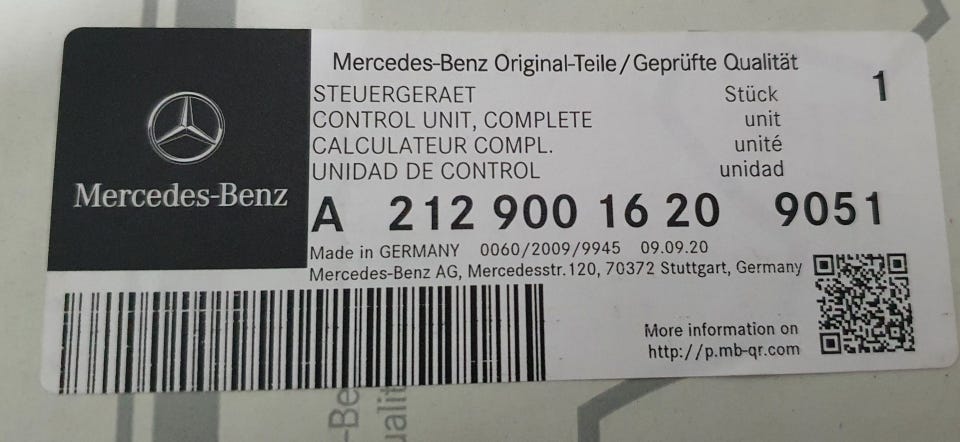 Mercedes-Benz Original-Teile/Geprüfte Qualität
STEUERGERAET Stück 1
CONTROL UNIT, COMPLETE unit
CALCULATEUR COMPL. unité
UNIDAD DE CONTROL unidad
Mercedes-Benz
A 212 900 16 20 9051
Made in GERMANY 0060/2009/9945 09.09.20
Mercedes-Benz AG, Mercedesstr.120, 70372 Stuttgart, Germany
More information on
http://p.mb-qr.com